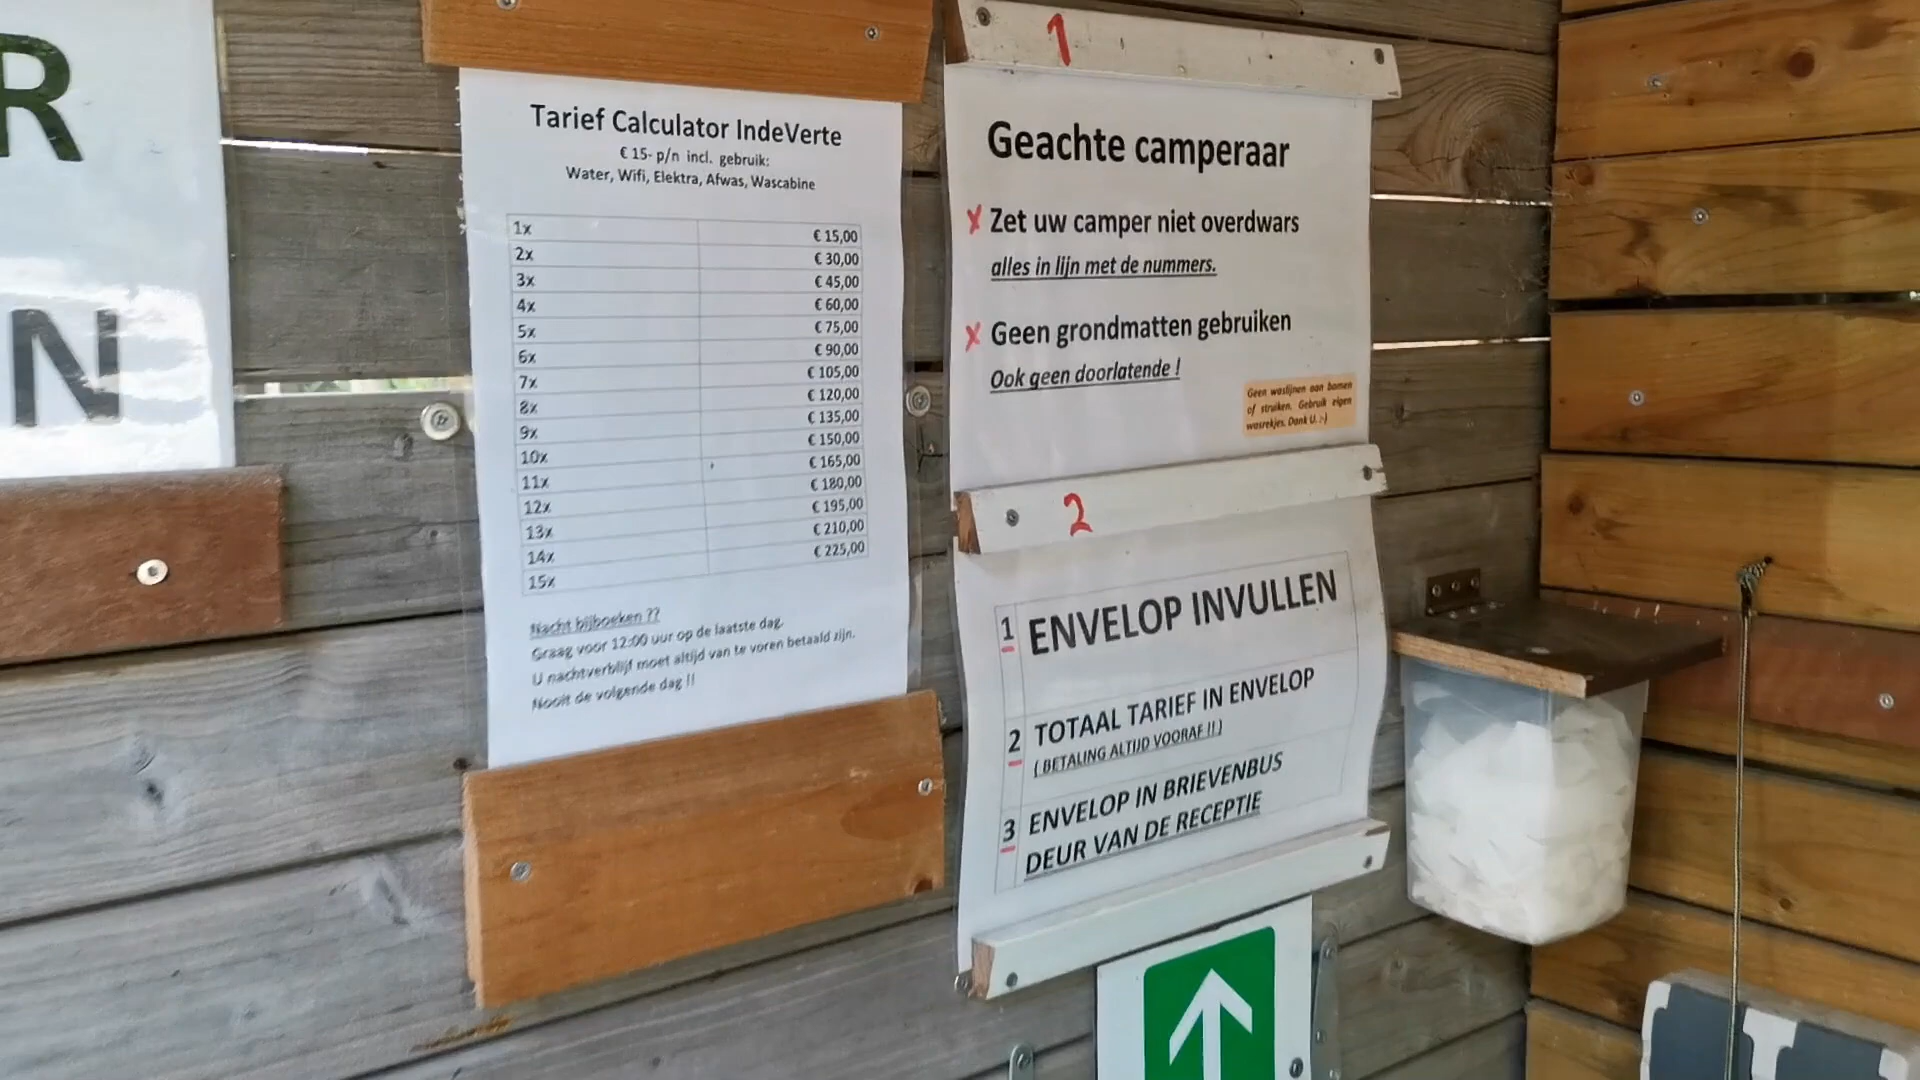 R
N
Tarief Calculator IndeVerte
€ 15- p/n incl. gebruik:
Water, Wifi, Elektra, Afwas, Wascabine
1x € 15,00
2x € 30,00
3x € 45,00
4x € 60,00
5x € 75,00
6x € 90,00
7x € 105,00
8x € 120,00
9x € 135,00
10x € 150,00
11x € 165,00
12x € 180,00
13x € 195,00
14x € 210,00
15x € 225,00
Nacht bijboeken ??
Graag voor 12:00 uur op de laatste dag.
U nachtverblijf moet altijd van te voren betaald zijn.
Nooit de volgende dag !!
1
Geachte camperaar
x Zet uw camper niet overdwars
alles in lijn met de nummers.
x Geen grondmatten gebruiken
Ook geen doorlatende !
Geen waslijnen aan bomen
of struiken. Gebruik eigen
wasrekjes. Dank U. :-)
2
1 ENVELOP INVULLEN
2 TOTAAL TARIEF IN ENVELOP
( BETALING ALTIJD VOORAF !! )
3 ENVELOP IN BRIEVENBUS
DEUR VAN DE RECEPTIE